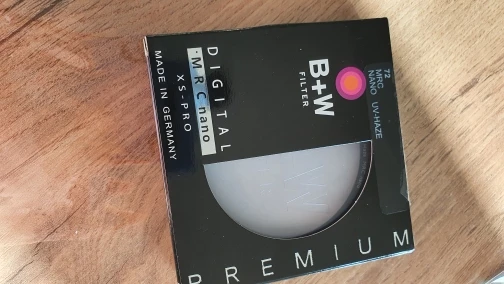 B+W
FILTER
72
MRC
NANO UV-HAZE
DIGITAL
MRC nano
XS-PRO
MADE IN GERMANY
PREMIUM